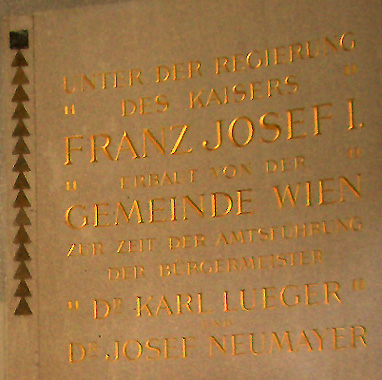 UNTER DER REGIERUNG
" DES KAISERS "
FRANZ JOSEF I.
" ERBAUT VON DER "
GEMEINDE WIEN
ZUR ZEIT DER AMTSFÜHRUNG
DER BÜRGERMEISTER
" DR KARL LUEGER "
UND
DR JOSEF NEUMAYER